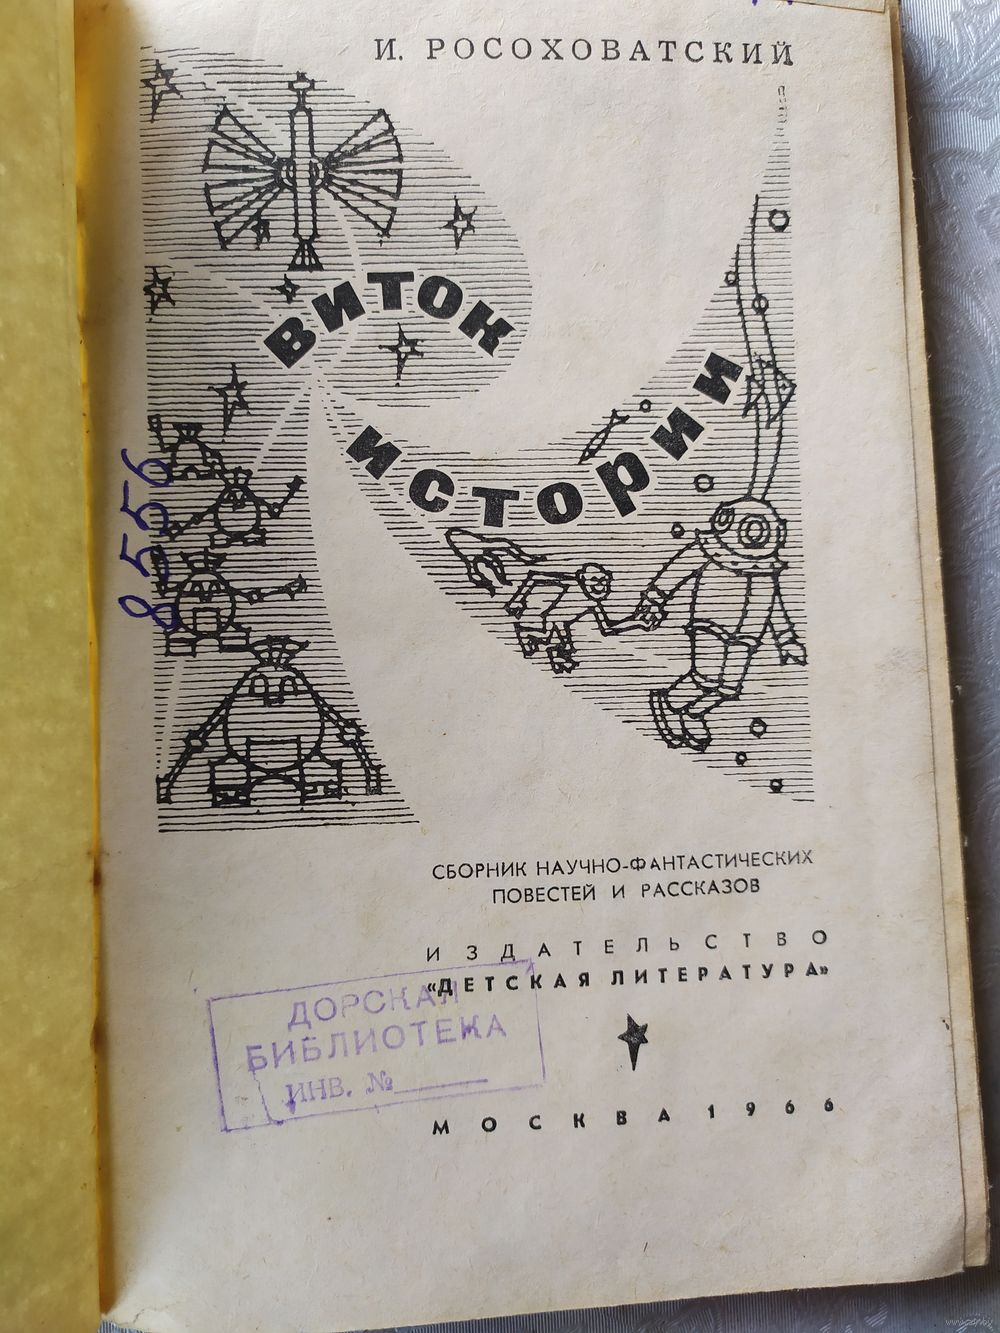 И. РОСОХОВАТСКИЙ
ВИТОК
ИСТОРИИ
8556
СБОРНИК НАУЧНО-ФАНТАСТИЧЕСКИХ
ПОВЕСТЕЙ И РАССКАЗОВ
ИЗДАТЕЛЬСТВО
«ДЕТСКАЯ ЛИТЕРАТУРА»
ДОРСКАЯ
БИБЛИОТЕКА
ИНВ. №
МОСКВА 1966